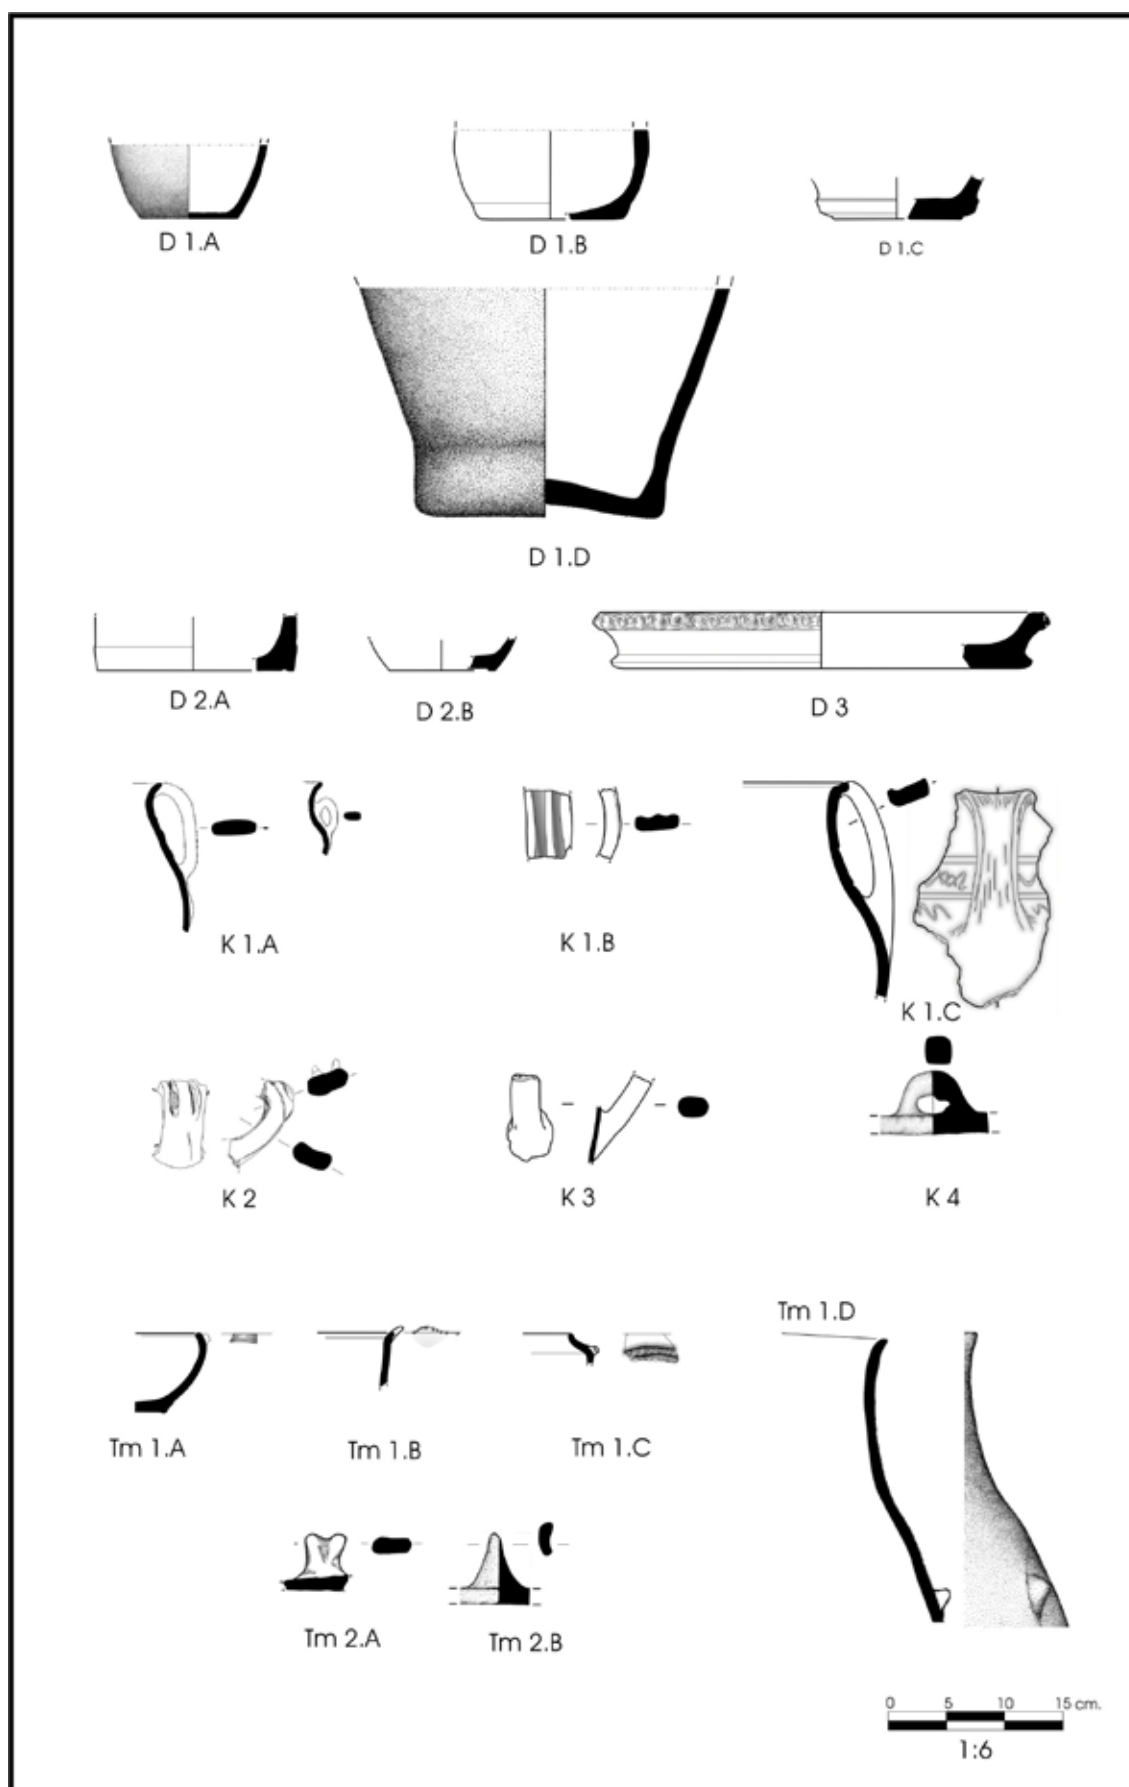 D 1.A
D 1.B
D 1.C
D 1.D
D 2.A
D 2.B
D 3
K 1.A
K 1.B
K 1.C
K 2
K 3
K 4
Tm 1.A
Tm 1.B
Tm 1.C
Tm 1.D
Tm 2.A
Tm 2.B
0 5 10 15 cm.
1:6